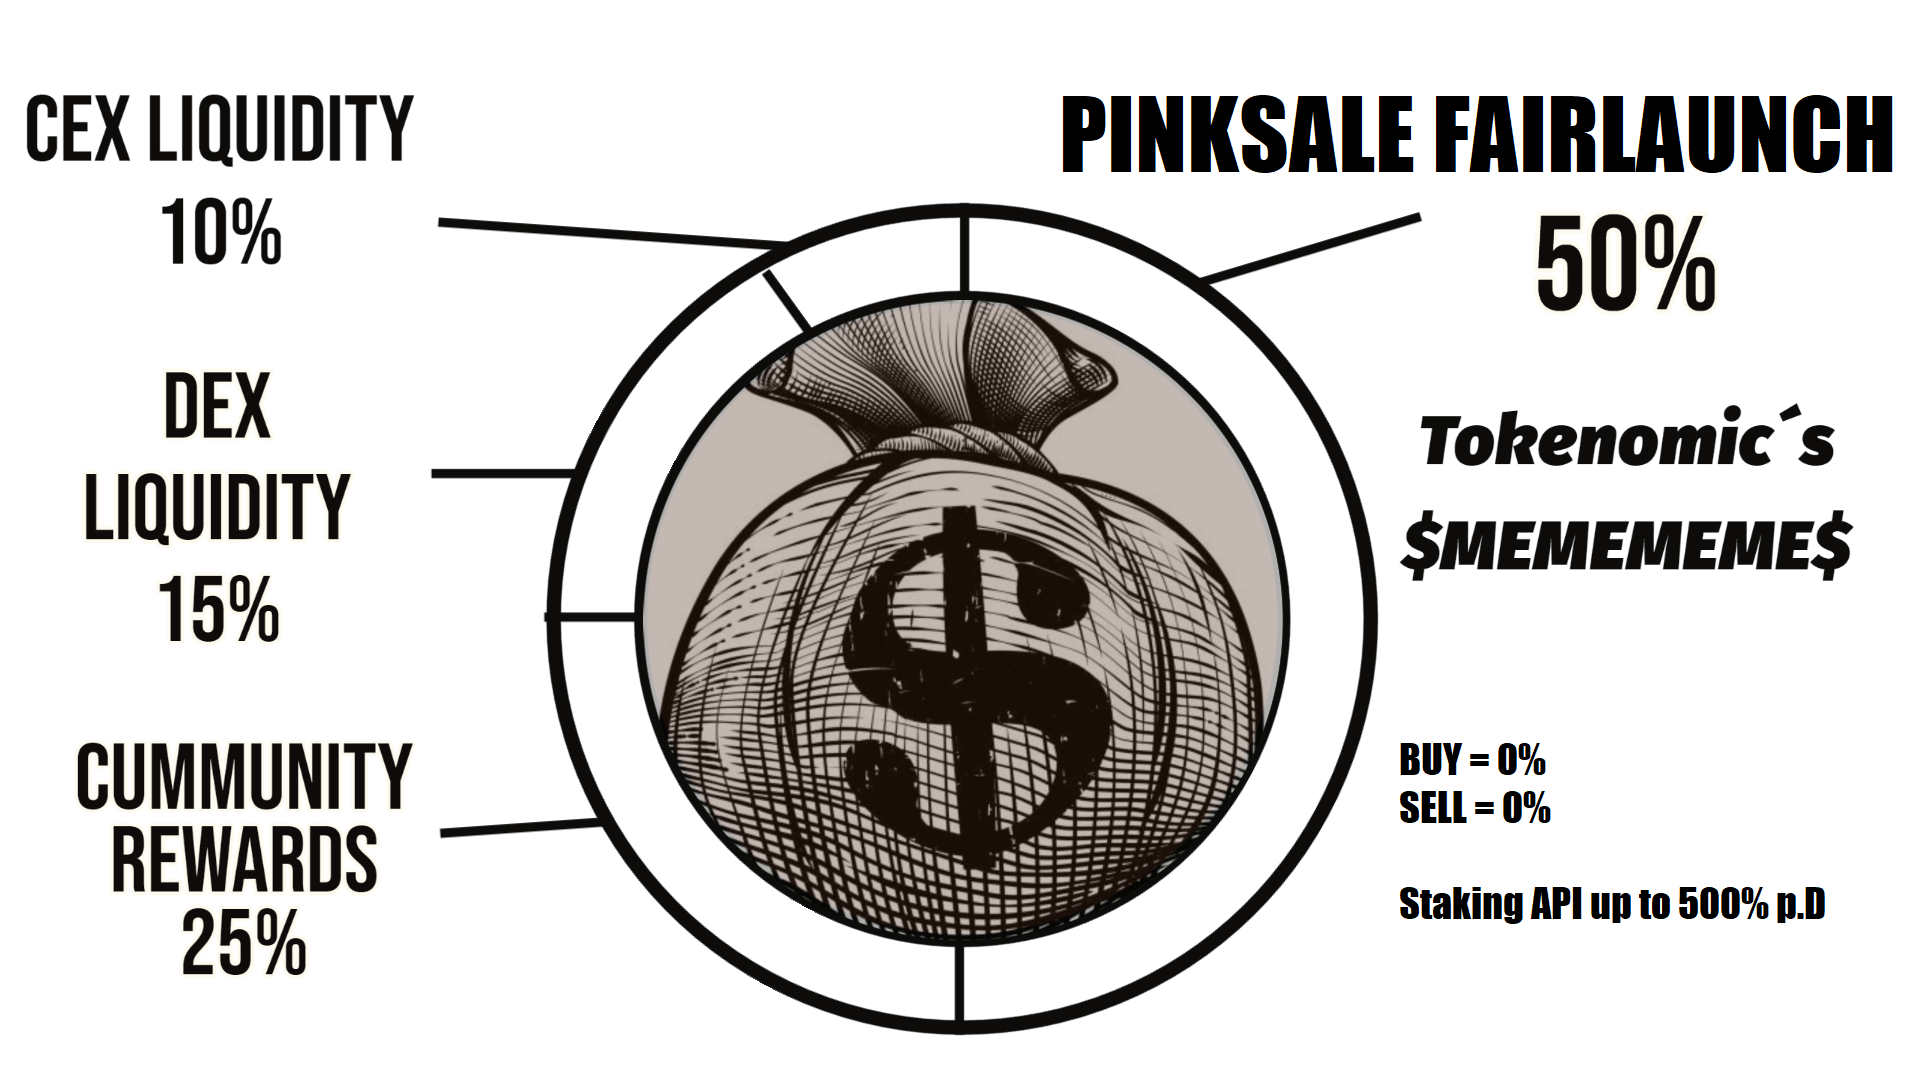 CEX LIQUIDITY
10%
DEX
LIQUIDITY
15%
CUMMUNITY
REWARDS
25%
PINKSALE FAIRLAUNCH
50%
Tokenomic´s
$MEMEMEME$
BUY = 0%
SELL = 0%
Staking API up to 500% p.D
$